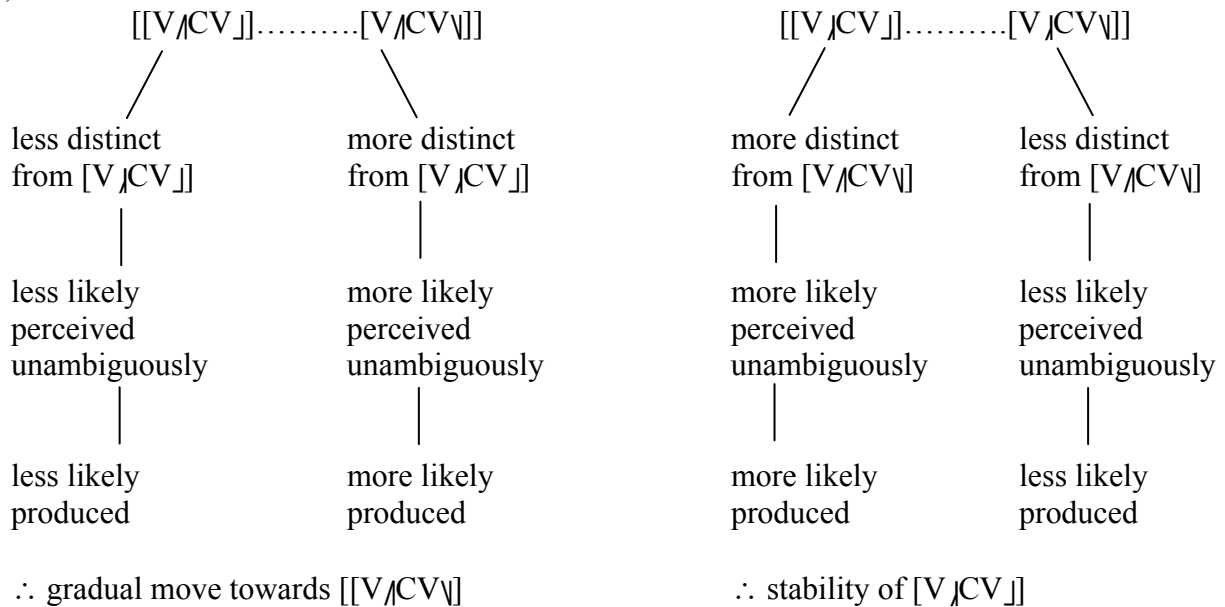 [[V˩˥CV˩]……….[V˩˥CV˥˩]] [[V˩˧CV˩]……….[V˩˧CV˥˩]]
less distinct more distinct more distinct less distinct
from [V˩˧CV˩] from [V˩˧CV˩] from [V˩˥CV˥˩] from [V˩˥CV˥˩]
less likely more likely more likely less likely
perceived perceived perceived perceived
unambiguously unambiguously unambiguously unambiguously
less likely more likely more likely less likely
produced produced produced produced
∴ gradual move towards [[V˩˥CV˥˩] ∴ stability of [V˩˧CV˩]]